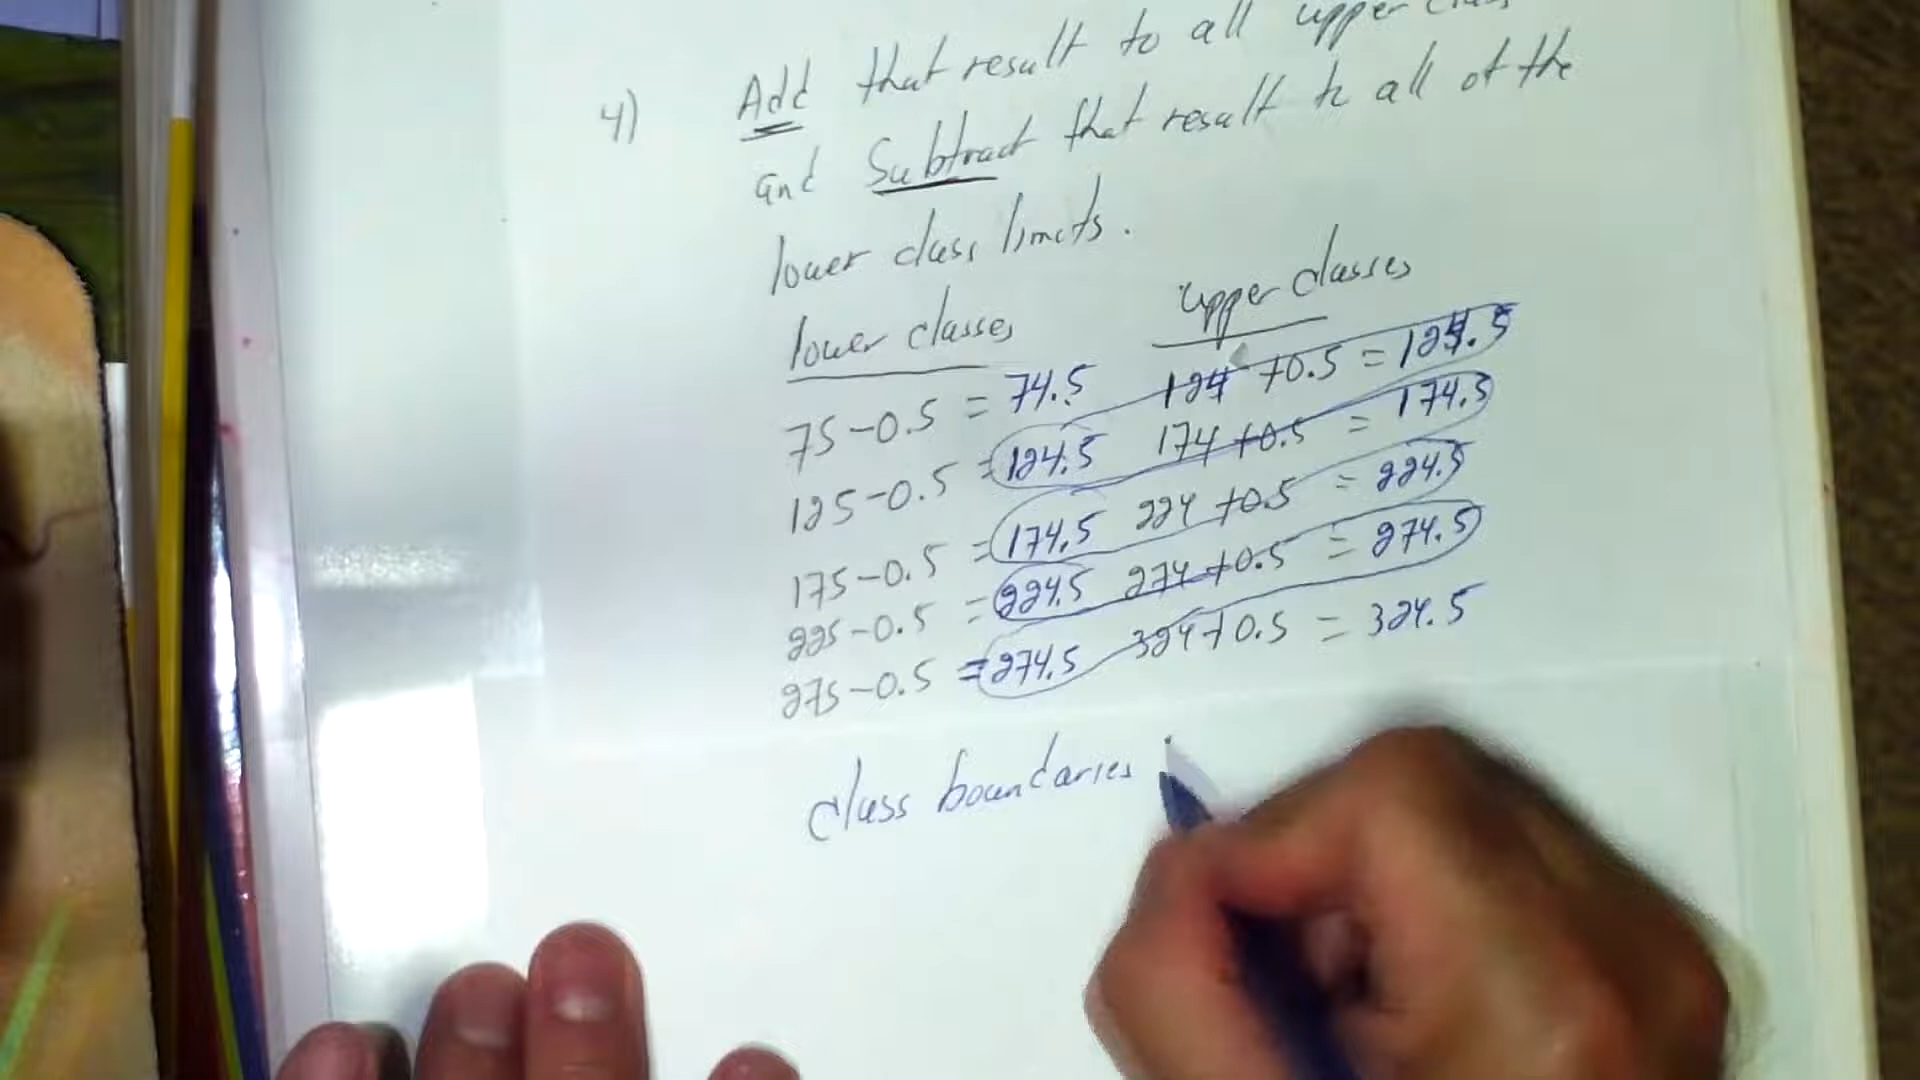 4) Add that result to all upper class
and Subtract that result to all of the
lower class limits.
lower classes upper classes
75-0.5 = 74.5 124 +0.5 = 124.5
125-0.5 = 124.5 174 +0.5 = 174.5
175-0.5 = 174.5 224 +0.5 = 224.5
225-0.5 = 224.5 274+0.5 = 274.5
275-0.5 = 274.5 324+0.5 = 324.5
class boundaries